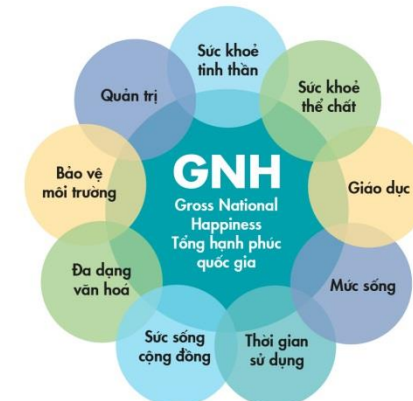 Sức khoẻ
tinh thần
Sức khoẻ
thể chất
Giáo dục
Mức sống
Thời gian
sử dụng
Sức sống
cộng đồng
Đa dạng
văn hoá
Bảo vệ
môi trường
Quản trị
GNH
Gross National
Happiness
Tổng hạnh phúc
quốc gia